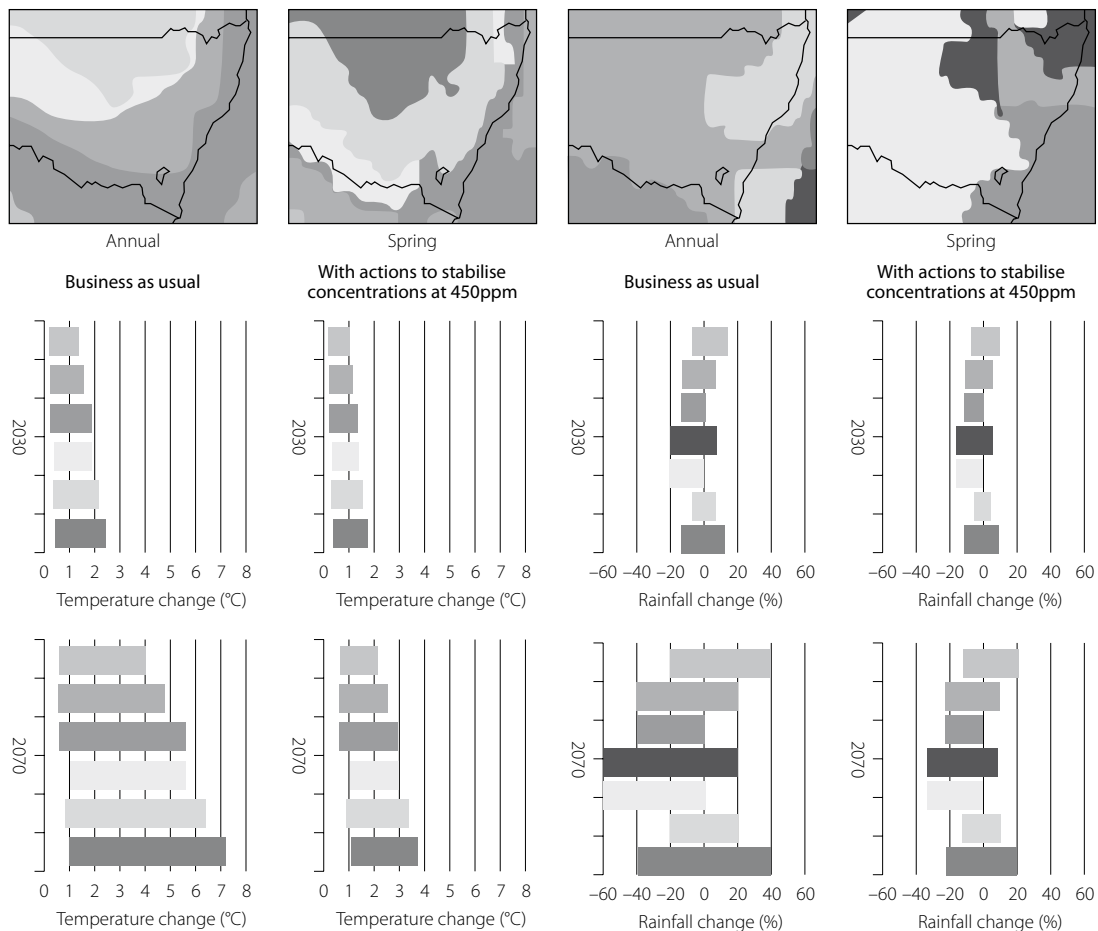 Annual
Spring
Annual
Spring
Business as usual
With actions to stabilise
concentrations at 450ppm
Business as usual
With actions to stabilise
concentrations at 450ppm
2030
0 1 2 3 4 5 6 7 8
Temperature change (°C)
2030
0 1 2 3 4 5 6 7 8
Temperature change (°C)
2030
–60 –40 –20 0 20 40 60
Rainfall change (%)
2030
–60 –40 –20 0 20 40 60
Rainfall change (%)
2070
0 1 2 3 4 5 6 7 8
Temperature change (°C)
2070
0 1 2 3 4 5 6 7 8
Temperature change (°C)
2070
–60 –40 –20 0 20 40 60
Rainfall change (%)
2070
–60 –40 –20 0 20 40 60
Rainfall change (%)